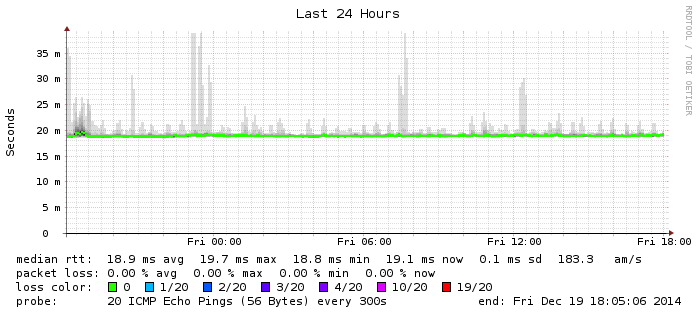 Last 24 Hours
RRDTOOL / TOBI OETIKER
Seconds
35 m
30 m
25 m
20 m
15 m
10 m
5 m
0
Fri 00:00 Fri 06:00 Fri 12:00 Fri 18:00
median rtt: 18.9 ms avg 19.7 ms max 18.8 ms min 19.1 ms now 0.1 ms sd 183.3 am/s
packet loss: 0.00 % avg 0.00 % max 0.00 % min 0.00 % now
loss color: 0 1/20 2/20 3/20 4/20 10/20 19/20
probe: 20 ICMP Echo Pings (56 Bytes) every 300s end: Fri Dec 19 18:05:06 2014